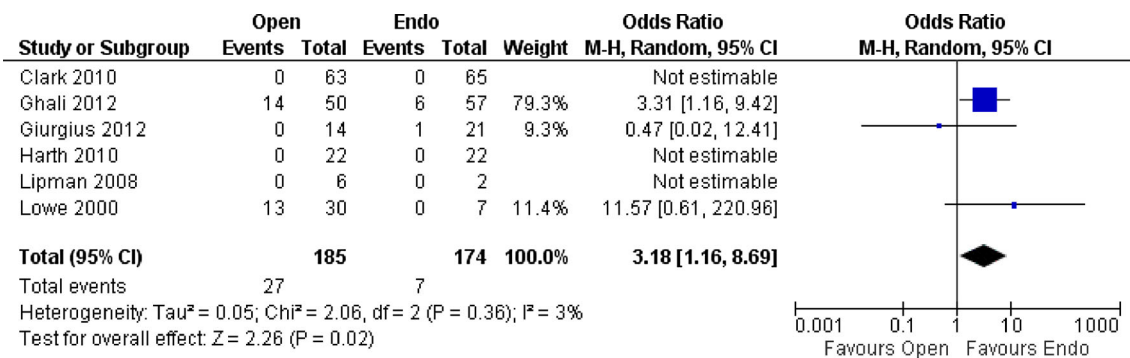 Open Endo Odds Ratio Odds Ratio
Study or Subgroup Events Total Events Total Weight M-H, Random, 95% CI M-H, Random, 95% CI
Clark 2010 0 63 0 65 Not estimable
Ghali 2012 14 50 6 57 79.3% 3.31 [1.16, 9.42]
Giurgius 2012 0 14 1 21 9.3% 0.47 [0.02, 12.41]
Harth 2010 0 22 0 22 Not estimable
Lipman 2008 0 6 0 2 Not estimable
Lowe 2000 13 30 0 7 11.4% 11.57 [0.61, 220.96]
Total (95% CI) 185 174 100.0% 3.18 [1.16, 8.69]
Total events 27 7
Heterogeneity: Tau² = 0.05; Chi² = 2.06, df = 2 (P = 0.36); I² = 3%
Test for overall effect: Z = 2.26 (P = 0.02)
0.001 0.1 1 10 1000
Favours Open Favours Endo